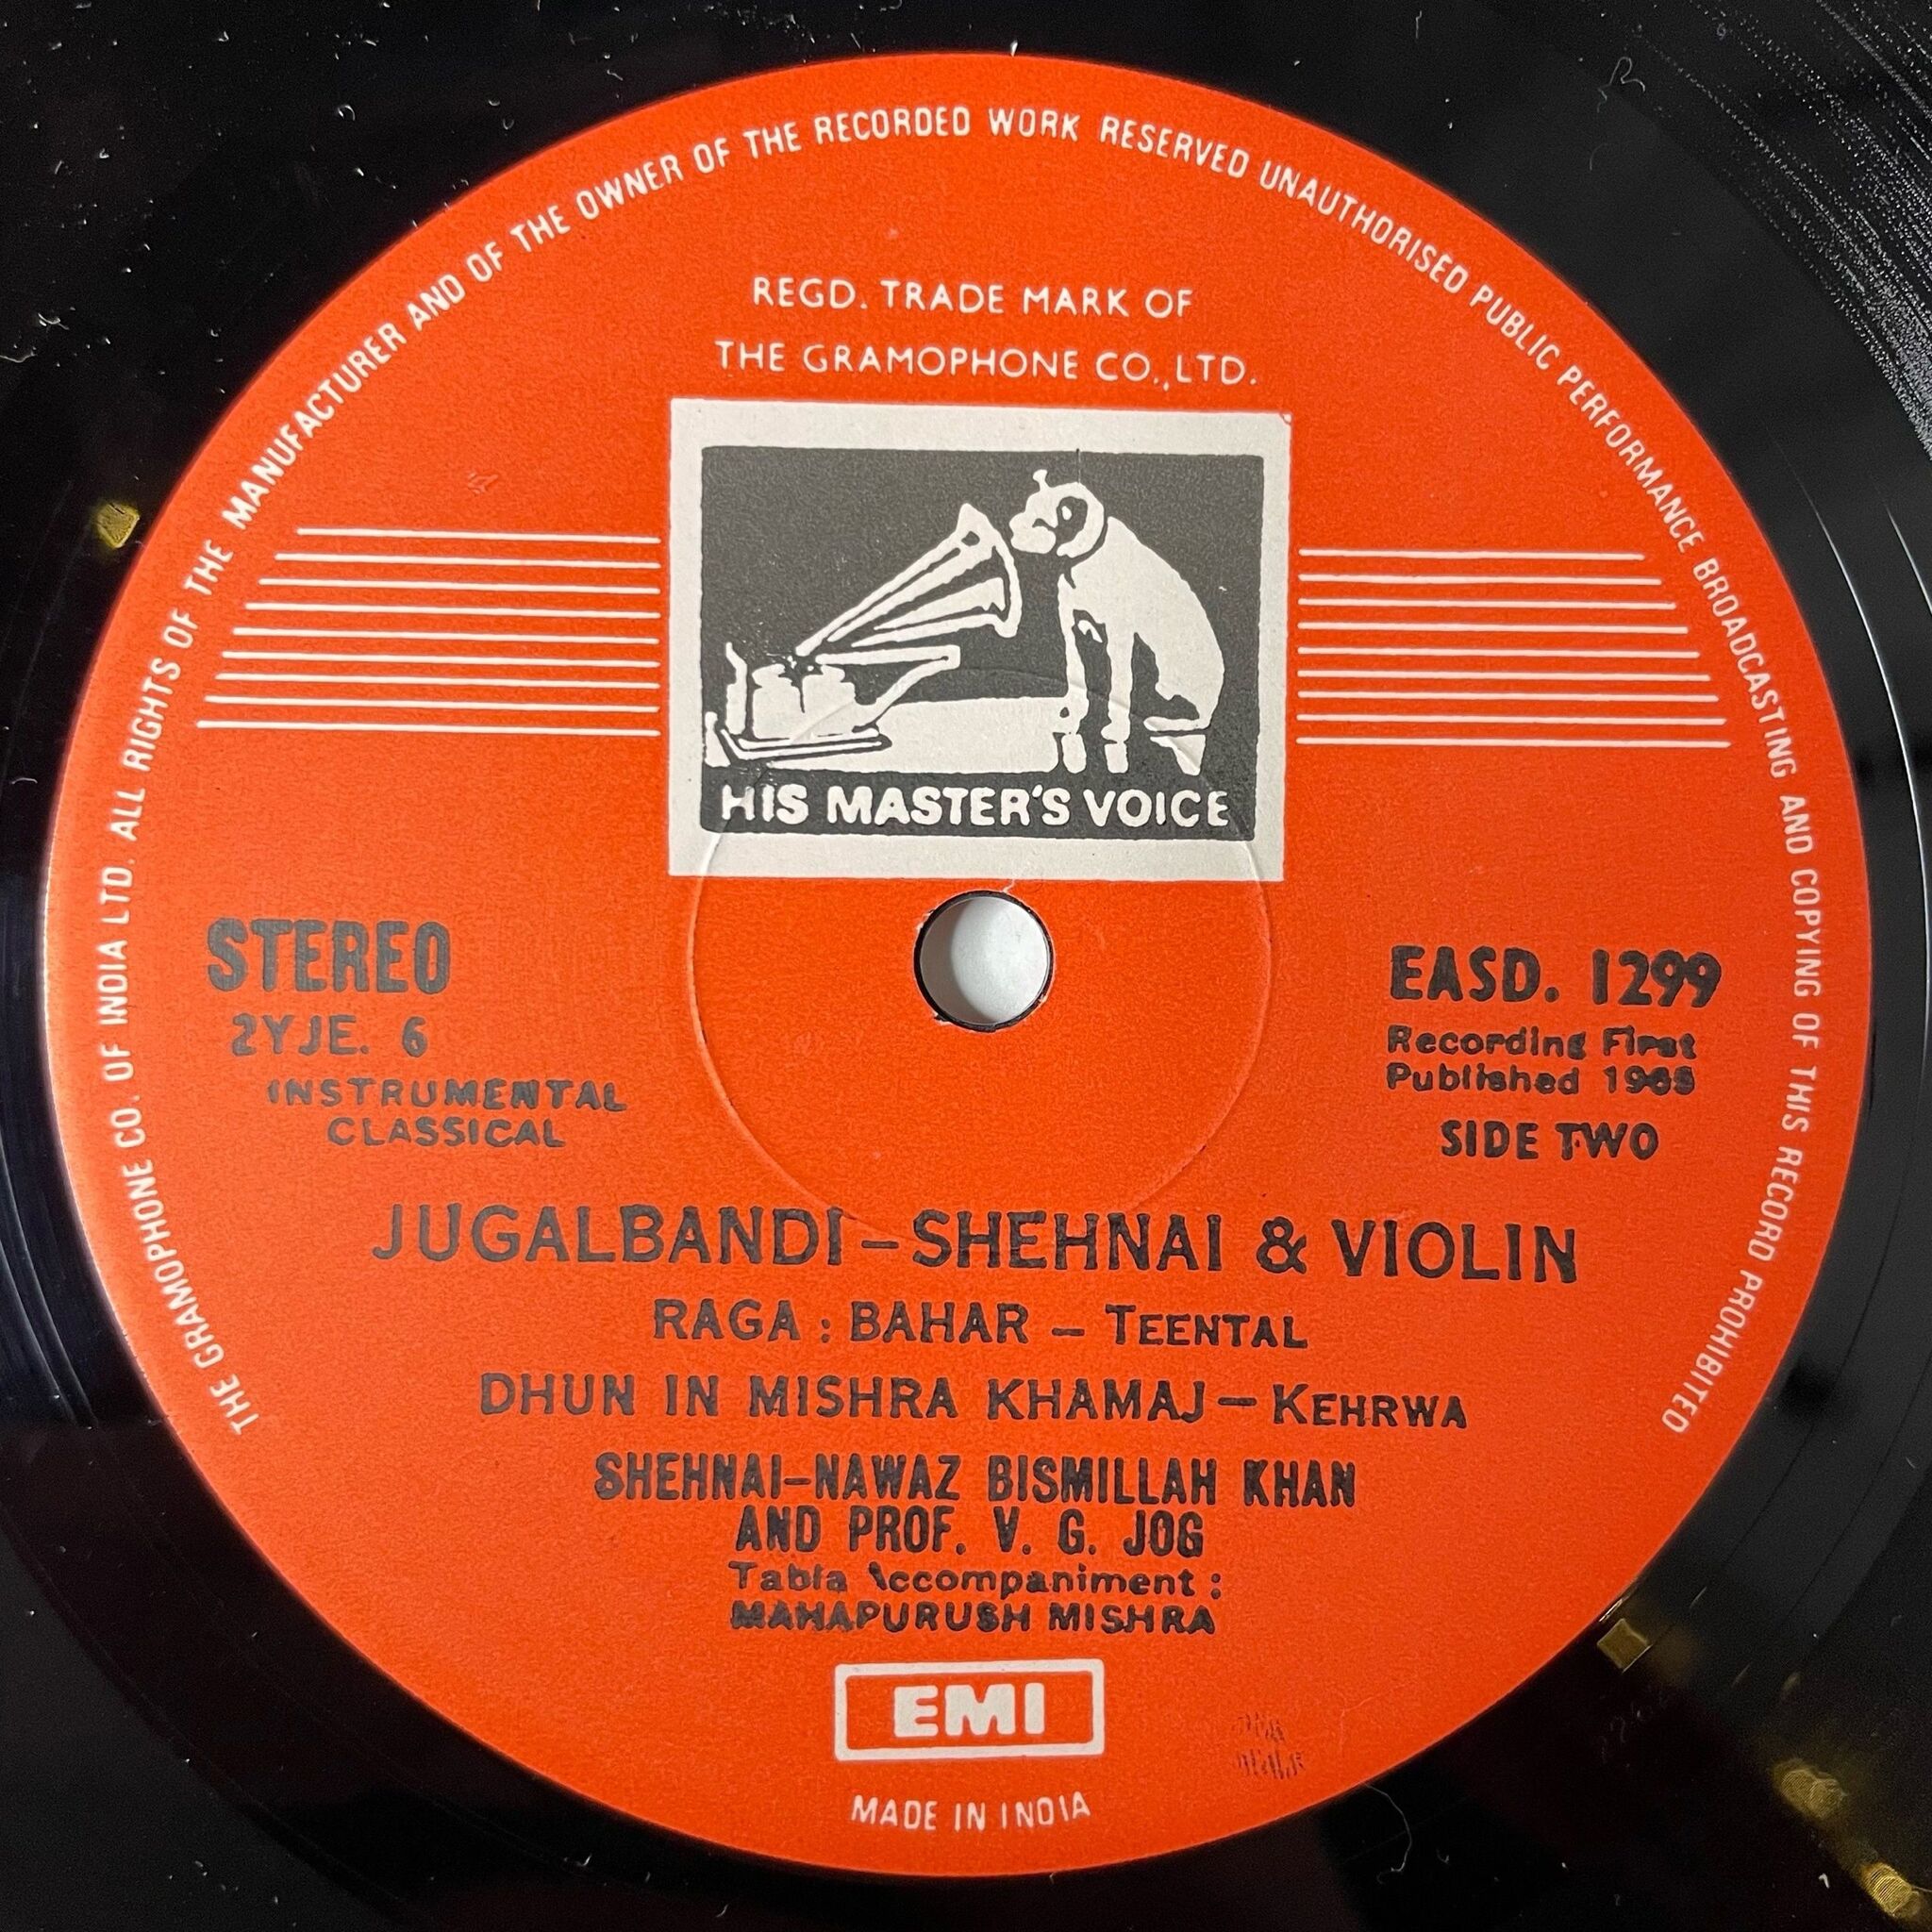 THE GRAMOPHONE CO. OF INDIA LTD. ALL RIGHTS OF THE MANUFACTURER AND OF THE OWNER OF THE RECORDED WORK RESERVED UNAUTHORISED PUBLIC PERFORMANCE BROADCASTING AND COPYING OF THIS RECORD PROHIBITED
REGD. TRADE MARK OF
THE GRAMOPHONE CO., LTD.
HIS MASTER'S VOICE
STEREO
2YJE. 6
INSTRUMENTAL
CLASSICAL
EASD. 1299
Recording First
Published
SIDE TWO
JUGALBANDI – SHEHNAI & VIOLIN
RAGA : BAHAR – TEENTAL
DHUN IN MISHRA KHAMAJ – KEHRWA
SHEHNAI-NAWAZ BISMILLAH KHAN
AND PROF. V. G. JOG
Tabla Accompaniment :
MAHAPURUSH MISHRA
EMI
MADE IN INDIA